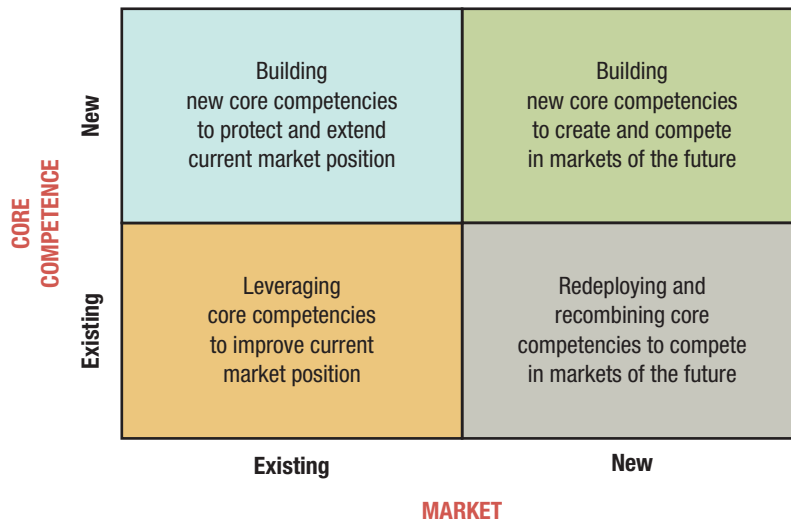 New
Building
new core competencies
to protect and extend
current market position
Building
new core competencies
to create and compete
in markets of the future
CORE
COMPETENCE
Existing
Leveraging
core competencies
to improve current
market position
Redeploying and
recombining core
competencies to compete
in markets of the future
Existing
New
MARKET